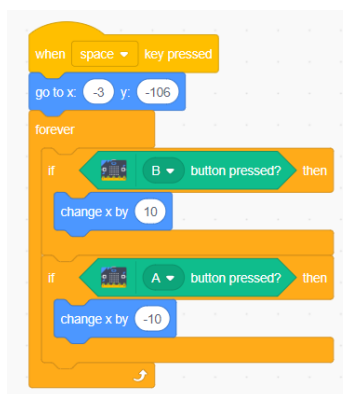 when space key pressed
go to x: -3 y: -106
forever
if B button pressed? then
change x by 10
if A button pressed? then
change x by -10